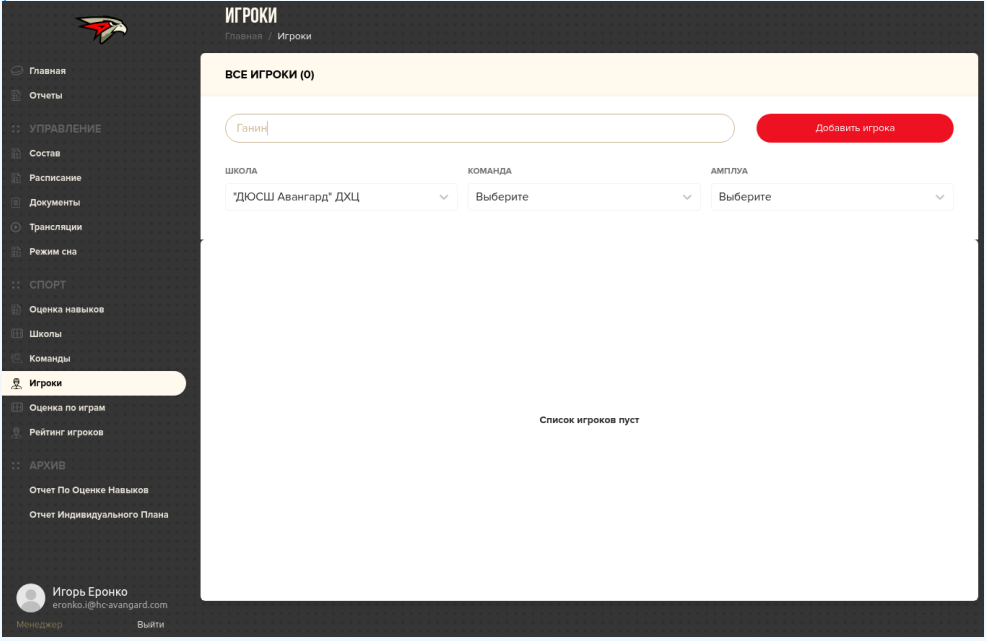 ИГРОКИ
Главная / Игроки
Главная
Отчеты
УПРАВЛЕНИЕ
Состав
Расписание
Документы
Трансляции
Режим сна
СПОРТ
Оценка навыков
Школы
Команды
Игроки
Оценка по играм
Рейтинг игроков
АРХИВ
Отчет По Оценке Навыков
Отчет Индивидуального Плана
Игорь Еронко
eronko.i@hc-avangard.com
Менеджер Выйти
ВСЕ ИГРОКИ (0)
Ганин Добавить игрока
ШКОЛА КОМАНДА АМПЛУА
"ДЮСШ Авангард" ДХЦ Выберите Выберите
Список игроков пуст